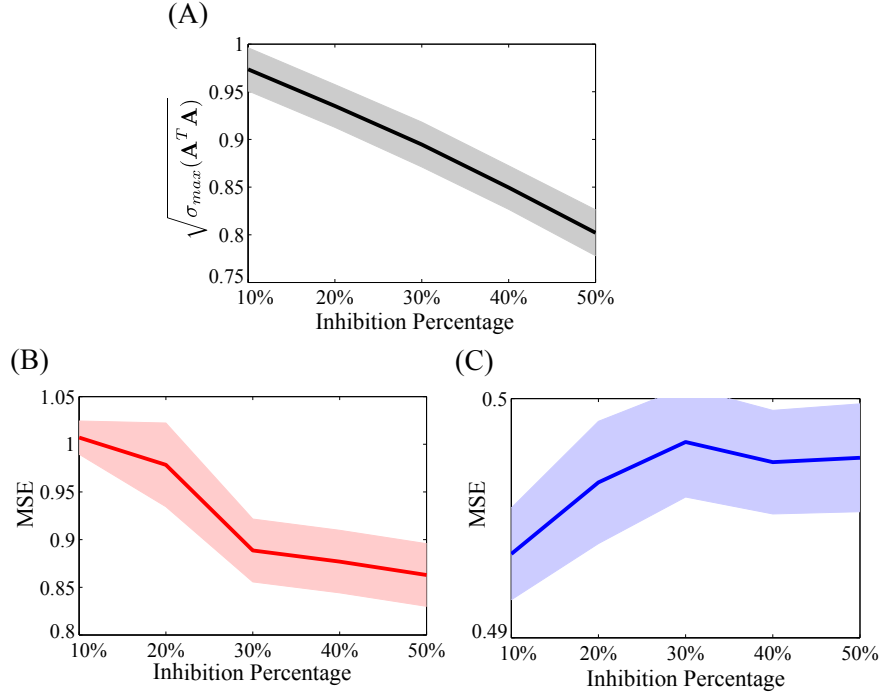 (A)
√σ_max(A^T A)
1
0.95
0.9
0.85
0.8
0.75
10% 20% 30% 40% 50%
Inhibition Percentage
(B)
MSE
1.05
1
0.95
0.9
0.85
0.8
10% 20% 30% 40% 50%
Inhibition Percentage
(C)
MSE
0.5
0.49
10% 20% 30% 40% 50%
Inhibition Percentage